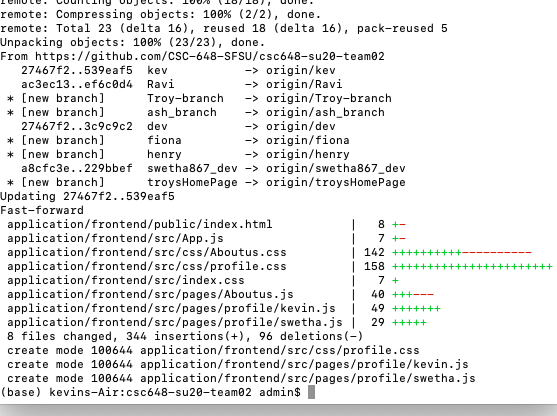 remote: Counting objects: 100% (18/18), done.
remote: Compressing objects: 100% (2/2), done.
remote: Total 23 (delta 16), reused 18 (delta 16), pack-reused 5
Unpacking objects: 100% (23/23), done.
From https://github.com/CSC-648-SFSU/csc648-su20-team02
   27467f2..539eaf5  kev           -> origin/kev
   ac3ec13..ef6c0d4  Ravi          -> origin/Ravi
 * [new branch]      Troy-branch   -> origin/Troy-branch
 * [new branch]      ash_branch    -> origin/ash_branch
   27467f2..3c9c9c2  dev           -> origin/dev
 * [new branch]      fiona         -> origin/fiona
 * [new branch]      henry         -> origin/henry
   a8cfc3e..229bbef  swetha867_dev -> origin/swetha867_dev
 * [new branch]      troysHomePage -> origin/troysHomePage
Updating 27467f2..539eaf5
Fast-forward
 application/frontend/public/index.html           |   8 +-
 application/frontend/src/App.js                  |   7 +-
 application/frontend/src/css/Aboutus.css         | 142 ++++++++++----------
 application/frontend/src/css/profile.css         | 158 +++++++++++++++++++++++
 application/frontend/src/index.css               |   7 +
 application/frontend/src/pages/Aboutus.js        |  40 +++---
 application/frontend/src/pages/profile/kevin.js  |  49 +++++++
 application/frontend/src/pages/profile/swetha.js |  29 +++++
 8 files changed, 344 insertions(+), 96 deletions(-)
 create mode 100644 application/frontend/src/css/profile.css
 create mode 100644 application/frontend/src/pages/profile/kevin.js
 create mode 100644 application/frontend/src/pages/profile/swetha.js
(base) kevins-Air:csc648-su20-team02 admin$